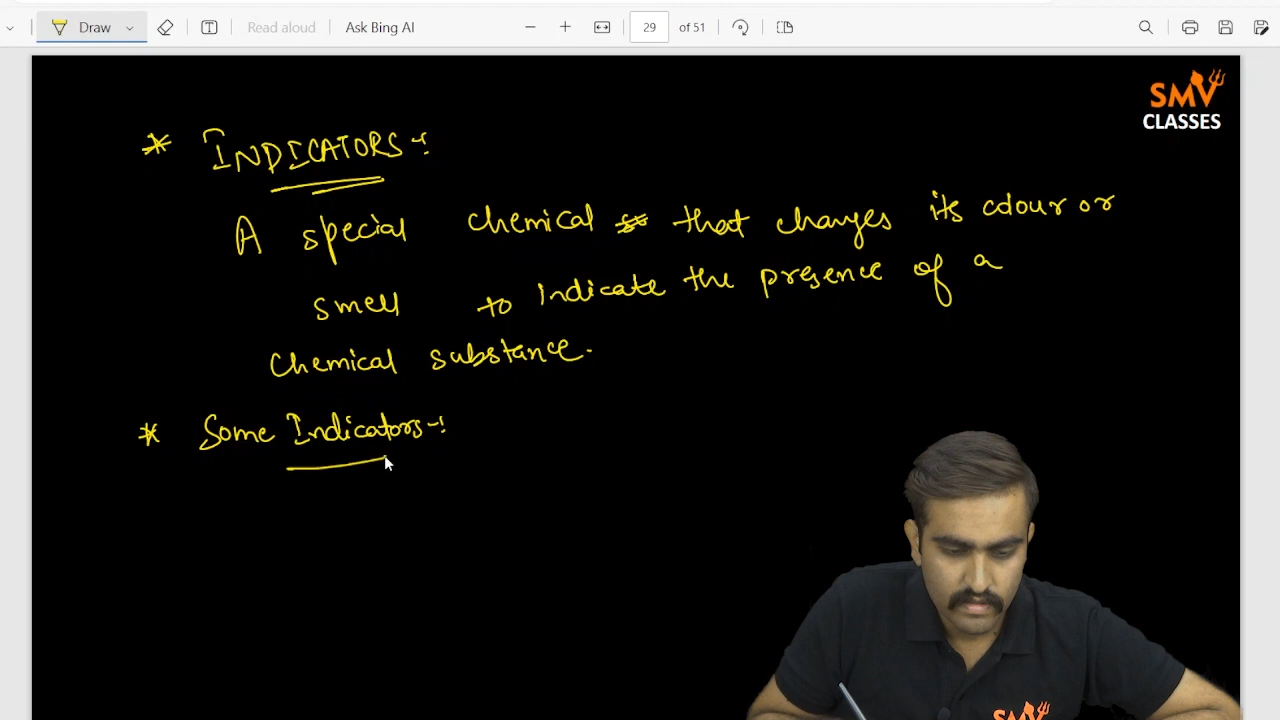 Draw
Read aloud
Ask Bing AI
29 of 51
SMV
CLASSES
* INDICATORS:-
A special chemical that changes its colour or
smell to indicate the presence of a
chemical substance.
* Some Indicators-:
SMV